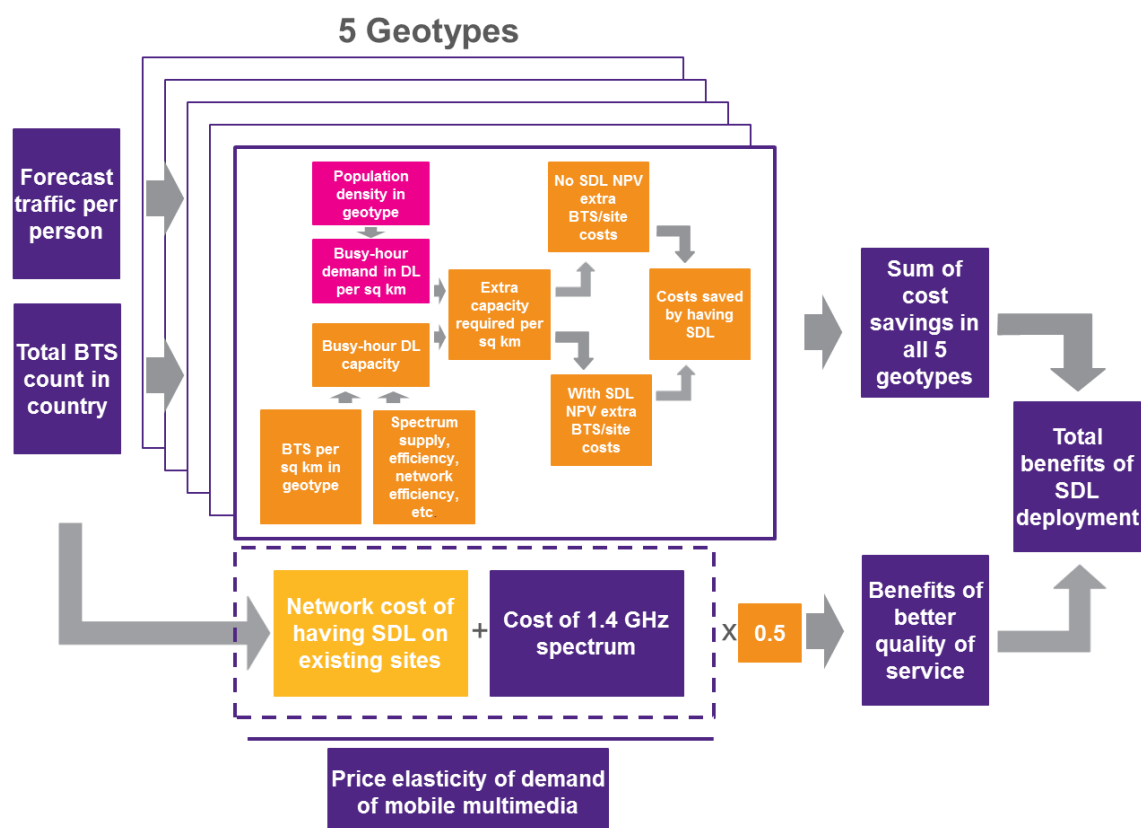 5 Geotypes
Forecast
traffic per
person
Total BTS
count in
country
Population
density in
geotype
Busy-hour
demand in DL
per sq km
Busy-hour DL
capacity
BTS per
sq km in
geotype
Spectrum
supply,
efficiency,
network
efficiency,
etc.
Extra
capacity
required per
sq km
No SDL NPV
extra
BTS/site
costs
With SDL
NPV extra
BTS/site
costs
Costs saved
by having
SDL
Sum of
cost
savings in
all 5
geotypes
Total
benefits of
SDL
deployment
Network cost of
having SDL on
existing sites
+
Cost of 1.4 GHz
spectrum
X
0.5
Benefits of
better
quality of
service
Price elasticity of demand
of mobile multimedia